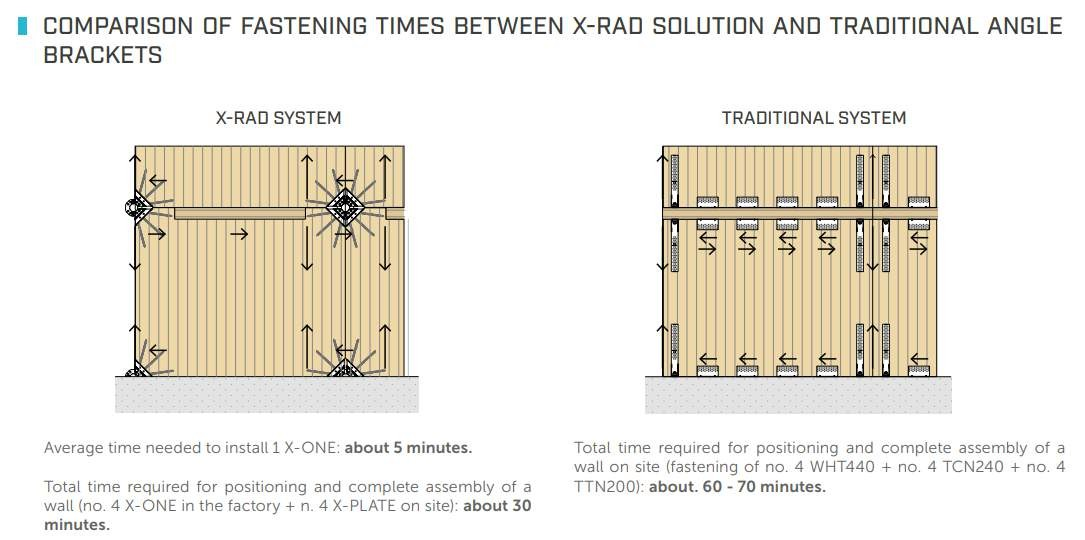 COMPARISON OF FASTENING TIMES BETWEEN X-RAD SOLUTION AND TRADITIONAL ANGLE
BRACKETS
X-RAD SYSTEM
TRADITIONAL SYSTEM
Average time needed to install 1 X-ONE: about 5 minutes.
Total time required for positioning and complete assembly of a
wall (no. 4 X-ONE in the factory + n. 4 X-PLATE on site): about 30
minutes.
Total time required for positioning and complete assembly of a
wall on site (fastening of no. 4 WHT440 + no. 4 TCN240 + no. 4
TTN200): about. 60 - 70 minutes.